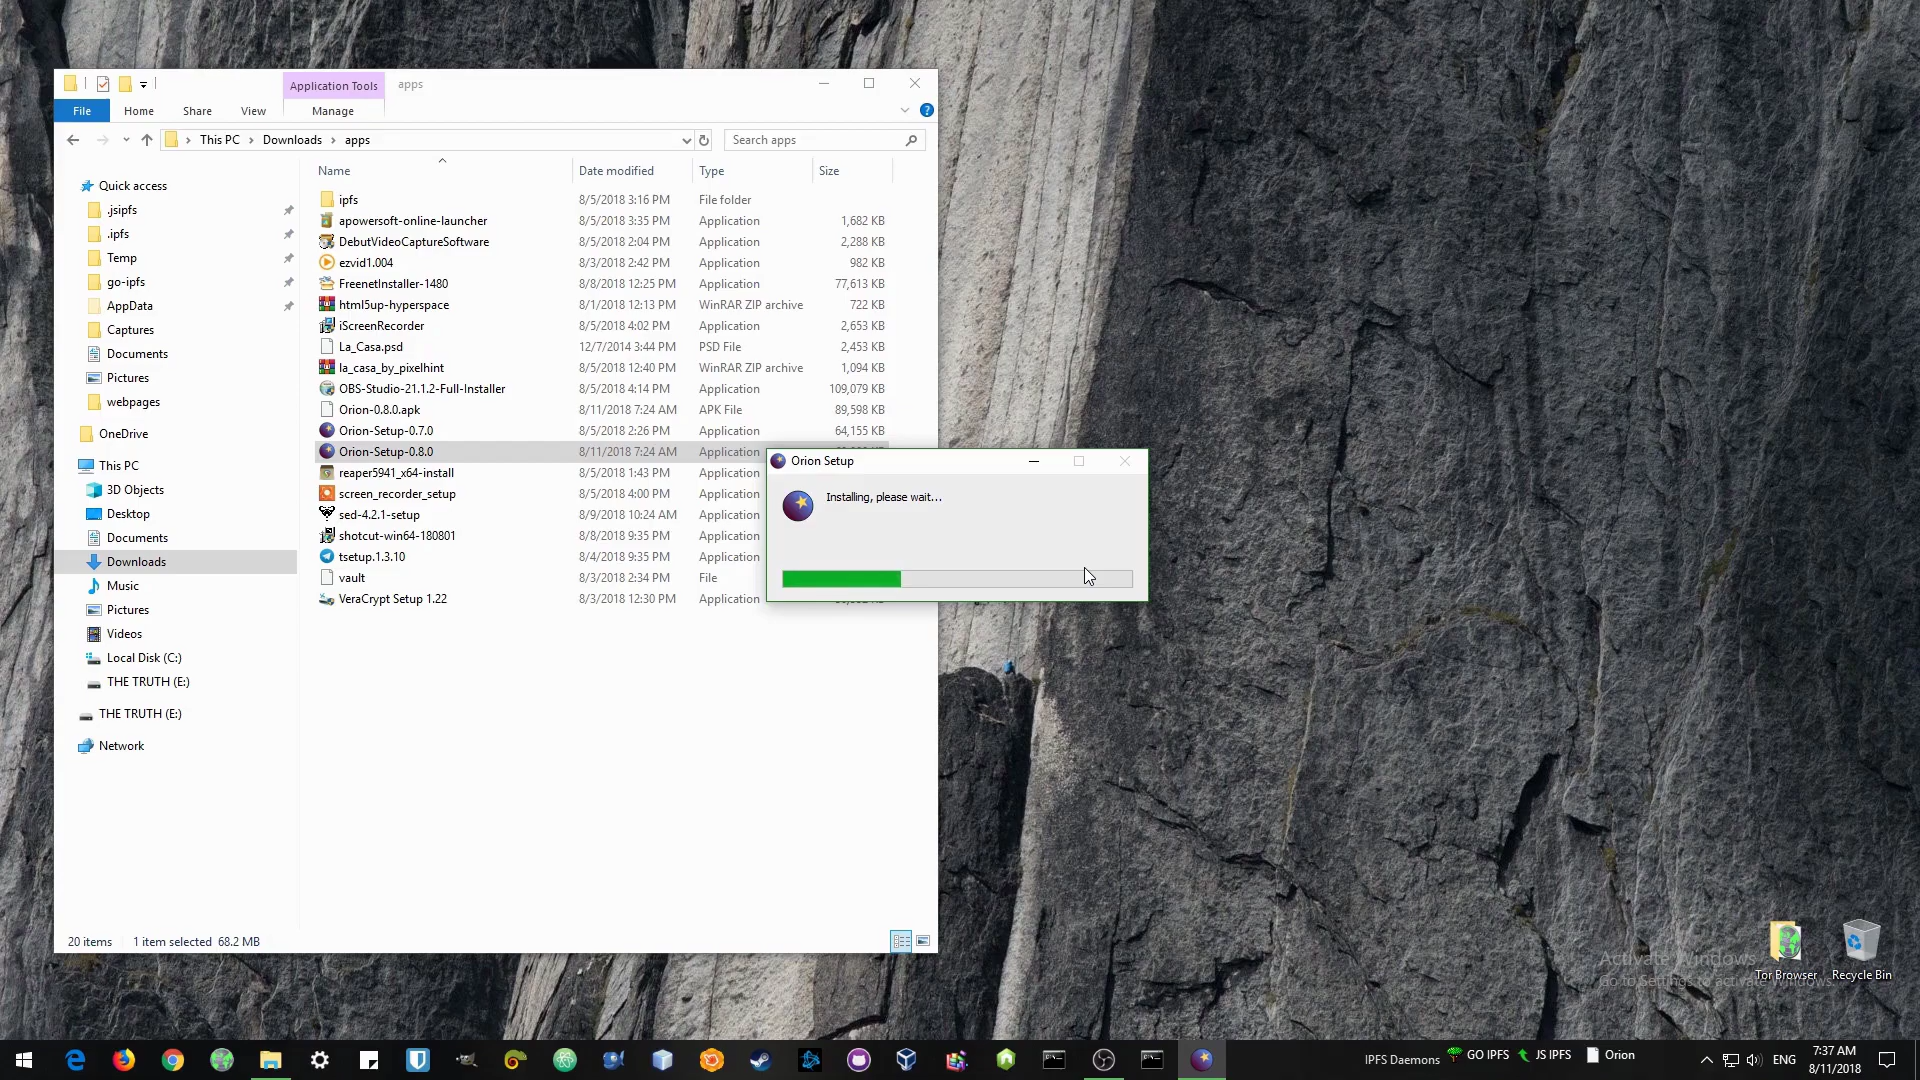 Application Tools
apps
File
Home
Share
View
Manage
This PC
Downloads
apps
Search apps
Name
Date modified
Type
Size
Quick access
.jsipfs
.ipfs
Temp
go-ipfs
AppData
Captures
Documents
Pictures
webpages
OneDrive
This PC
3D Objects
Desktop
Documents
Downloads
Music
Pictures
Videos
Local Disk (C:)
THE TRUTH (E:)
THE TRUTH (E:)
Network
ipfs 8/5/2018 3:16 PM File folder
apowersoft-online-launcher 8/5/2018 3:35 PM Application 1,682 KB
DebutVideoCaptureSoftware 8/5/2018 2:04 PM Application 2,288 KB
ezvid1.004 8/3/2018 2:42 PM Application 982 KB
FreenetInstaller-1480 8/8/2018 12:25 PM Application 77,613 KB
html5up-hyperspace 8/1/2018 12:13 PM WinRAR ZIP archive 722 KB
iScreenRecorder 8/5/2018 4:02 PM Application 2,653 KB
La_Casa.psd 12/7/2014 3:44 PM PSD File 2,453 KB
la_casa_by_pixelhint 8/5/2018 12:40 PM WinRAR ZIP archive 1,094 KB
OBS-Studio-21.1.2-Full-Installer 8/5/2018 4:14 PM Application 109,079 KB
Orion-0.8.0.apk 8/11/2018 7:24 AM APK File 89,598 KB
Orion-Setup-0.7.0 8/5/2018 2:26 PM Application 64,155 KB
Orion-Setup-0.8.0 8/11/2018 7:24 AM Application
reaper5941_x64-install 8/5/2018 1:43 PM Application
screen_recorder_setup 8/5/2018 4:00 PM Application
sed-4.2.1-setup 8/9/2018 10:24 AM Application
shotcut-win64-180801 8/8/2018 9:35 PM Application
tsetup.1.3.10 8/4/2018 9:35 PM Application
vault 8/3/2018 2:34 PM File
VeraCrypt Setup 1.22 8/3/2018 12:30 PM Application
20 items 1 item selected 68.2 MB
Orion Setup
Installing, please wait...
Activate Windows
Go to Settings to activate Windows.
Tor Browser
Recycle Bin
IPFS Daemons
GO IPFS
JS IPFS
Orion
ENG
7:37 AM
8/11/2018